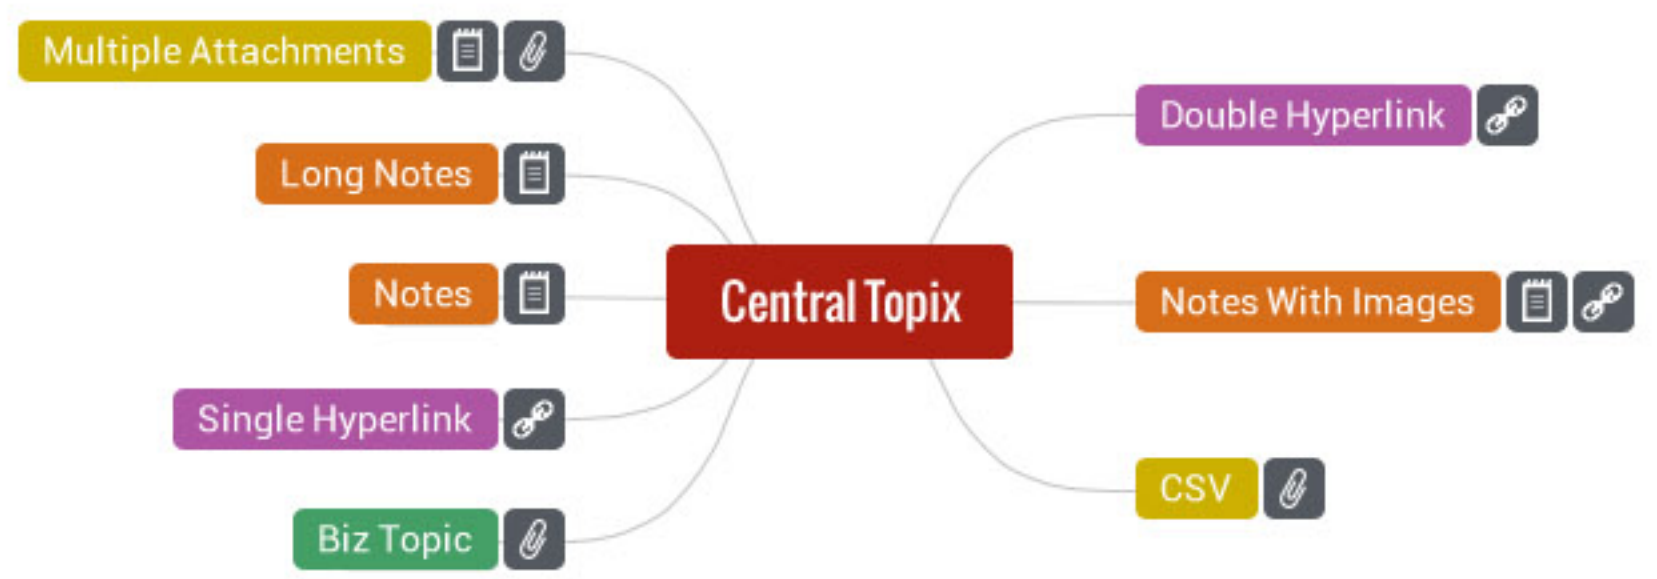 Multiple Attachments
Long Notes
Notes
Single Hyperlink
Biz Topic
Central Topix
Double Hyperlink
Notes With Images
CSV